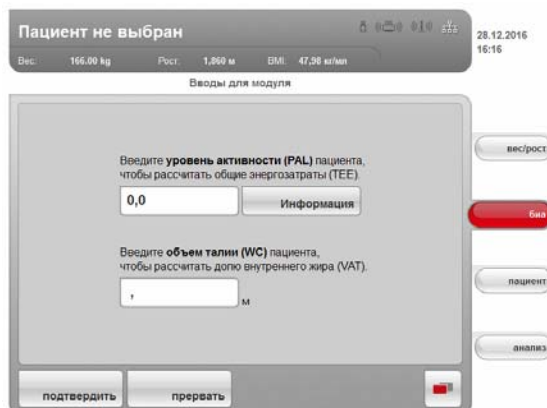 Пациент не выбран
28.12.2016
16:16
Вес: 166.00 kg Рост: 1,860 м BMI: 47,98 кг/мл
Вводы для модуля
Введите уровень активности (PAL) пациента,
чтобы рассчитать общие энергозатраты (TEE).
0,0 Информация
Введите объем талии (WC) пациента,
чтобы рассчитать долю внутреннего жира (VAT).
, м
вес/рост
биа
пациент
анализ
подтвердить прервать